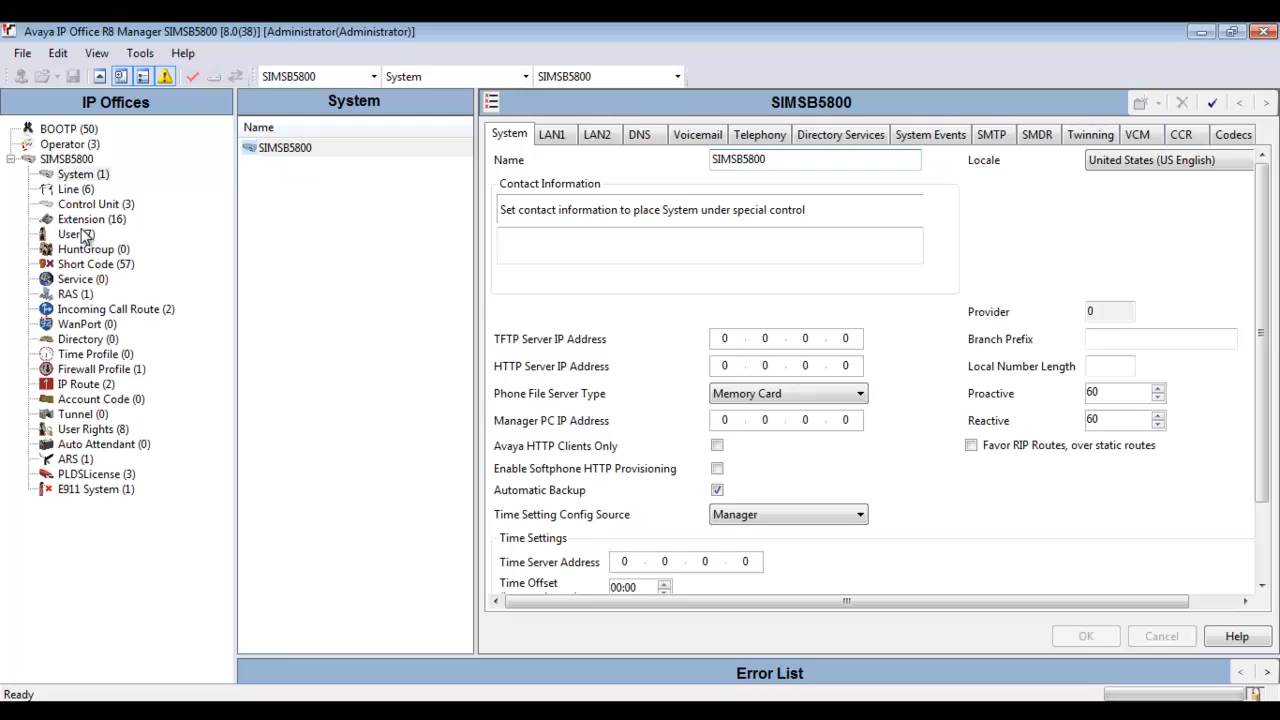 Avaya IP Office R8 Manager SIMSB5800 [8.0(38)] [Administrator(Administrator)]
File Edit View Tools Help
SIMSB5800 System SIMSB5800
IP Offices
BOOTP (50)
Operator (3)
SIMSB5800
System (1)
Line (6)
Control Unit (3)
Extension (16)
User
HuntGroup (0)
Short Code (57)
Service (0)
RAS (1)
Incoming Call Route (2)
WanPort (0)
Directory (0)
Time Profile (0)
Firewall Profile (1)
IP Route (2)
Account Code (0)
Tunnel (0)
User Rights (8)
Auto Attendant (0)
ARS (1)
PLDSLicense (3)
E911 System (1)
System
Name
SIMSB5800
SIMSB5800
System LAN1 LAN2 DNS Voicemail Telephony Directory Services System Events SMTP SMDR Twinning VCM CCR Codecs
Name SIMSB5800 Locale United States (US English)
Contact Information
Set contact information to place System under special control
Provider 0
TFTP Server IP Address 0 . 0 . 0 . 0 Branch Prefix
HTTP Server IP Address 0 . 0 . 0 . 0 Local Number Length
Phone File Server Type Memory Card Proactive 60
Manager PC IP Address 0 . 0 . 0 . 0 Reactive 60
Avaya HTTP Clients Only Favor RIP Routes, over static routes
Enable Softphone HTTP Provisioning
Automatic Backup
Time Setting Config Source Manager
Time Settings
Time Server Address 0 . 0 . 0 . 0
Time Offset 00:00
OK Cancel Help
Error List
Ready